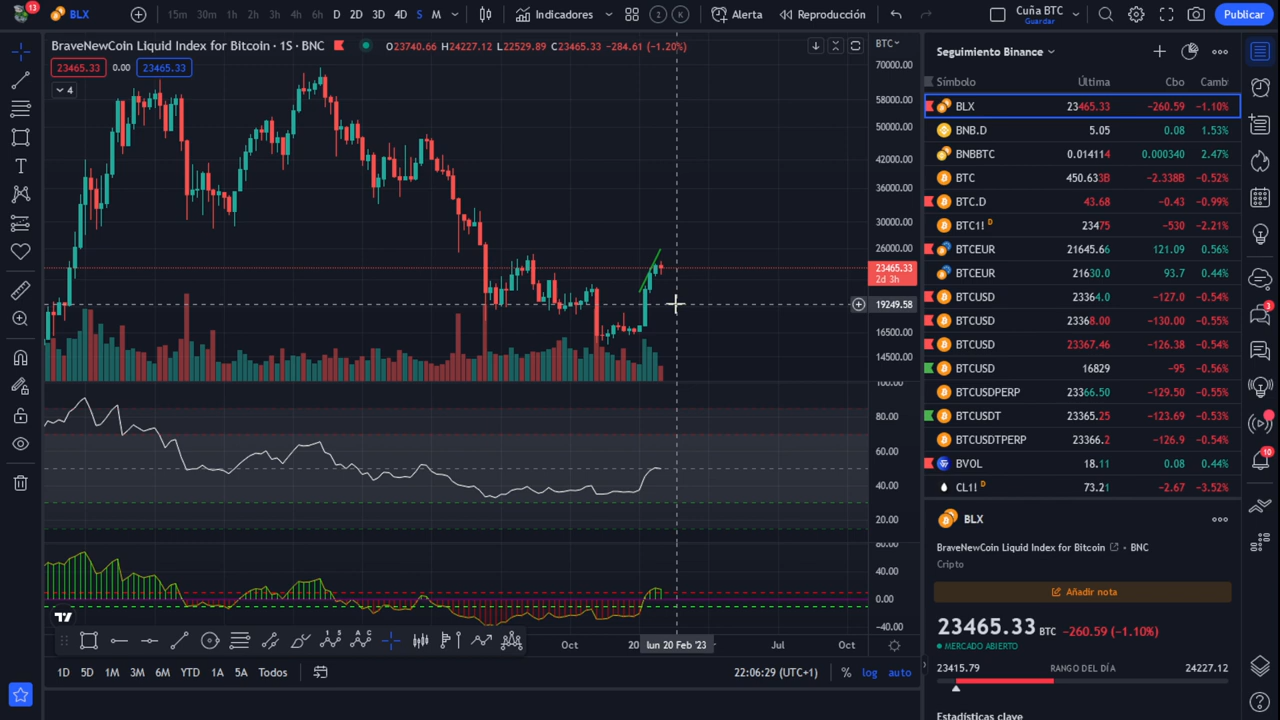 13
BLX
15m 30m 1h 2h 3h 4h 6h D 2D 3D 4D S M
Indicadores
2 K
Alerta
Reproducción
Cuña BTC
Guardar
Publicar
BraveNewCoin Liquid Index for Bitcoin · 1S · BNC
O23740.66 H24227.12 L22529.89 C23465.33 −284.61 (−1.20%)
BTC
23465.33 0.00 23465.33
4
70000.00
58000.00
50000.00
42000.00
36000.00
30000.00
26000.00
23465.33
2d 3h
19249.58
16500.00
14500.00
100.00
80.00
60.00
40.00
20.00
80.00
40.00
0.00
−40.00
Oct
lun 20 Feb '23
Jul
Oct
1D 5D 1M 3M 6M YTD 1A 5A Todos
22:06:29 (UTC+1)
% log auto
Seguimiento Binance
Símbolo Última Cbo Camb
BLX 23465.33 −260.59 −1.10%
BNB.D 5.05 0.08 1.53%
BNBBTC 0.014114 0.000340 2.47%
BTC 450.633B −2.338B −0.52%
BTC.D 43.68 −0.43 −0.99%
BTC1! D 23475 −530 −2.21%
BTCEUR 21645.66 121.09 0.56%
BTCEUR 21630.0 93.7 0.44%
BTCUSD 23364.0 −127.0 −0.54%
BTCUSD 23368.00 −130.00 −0.55%
BTCUSD 23367.46 −126.38 −0.54%
BTCUSD 16829 −95 −0.56%
BTCUSDPERP 23366.50 −128.30 −0.55%
BTCUSDT 23365.25 −123.69 −0.53%
BTCUSDTPERP 23366.2 −126.9 −0.54%
BVOL 18.11 0.08 0.44%
CL1! D 73.21 −2.67 −3.52%
BLX
BraveNewCoin Liquid Index for Bitcoin · BNC
Cripto
Añadir nota
23465.33 BTC −260.59 (−1.10%)
MERCADO ABIERTO
23415.79 RANGO DEL DÍA 24227.12
Estadísticas clave
3
10